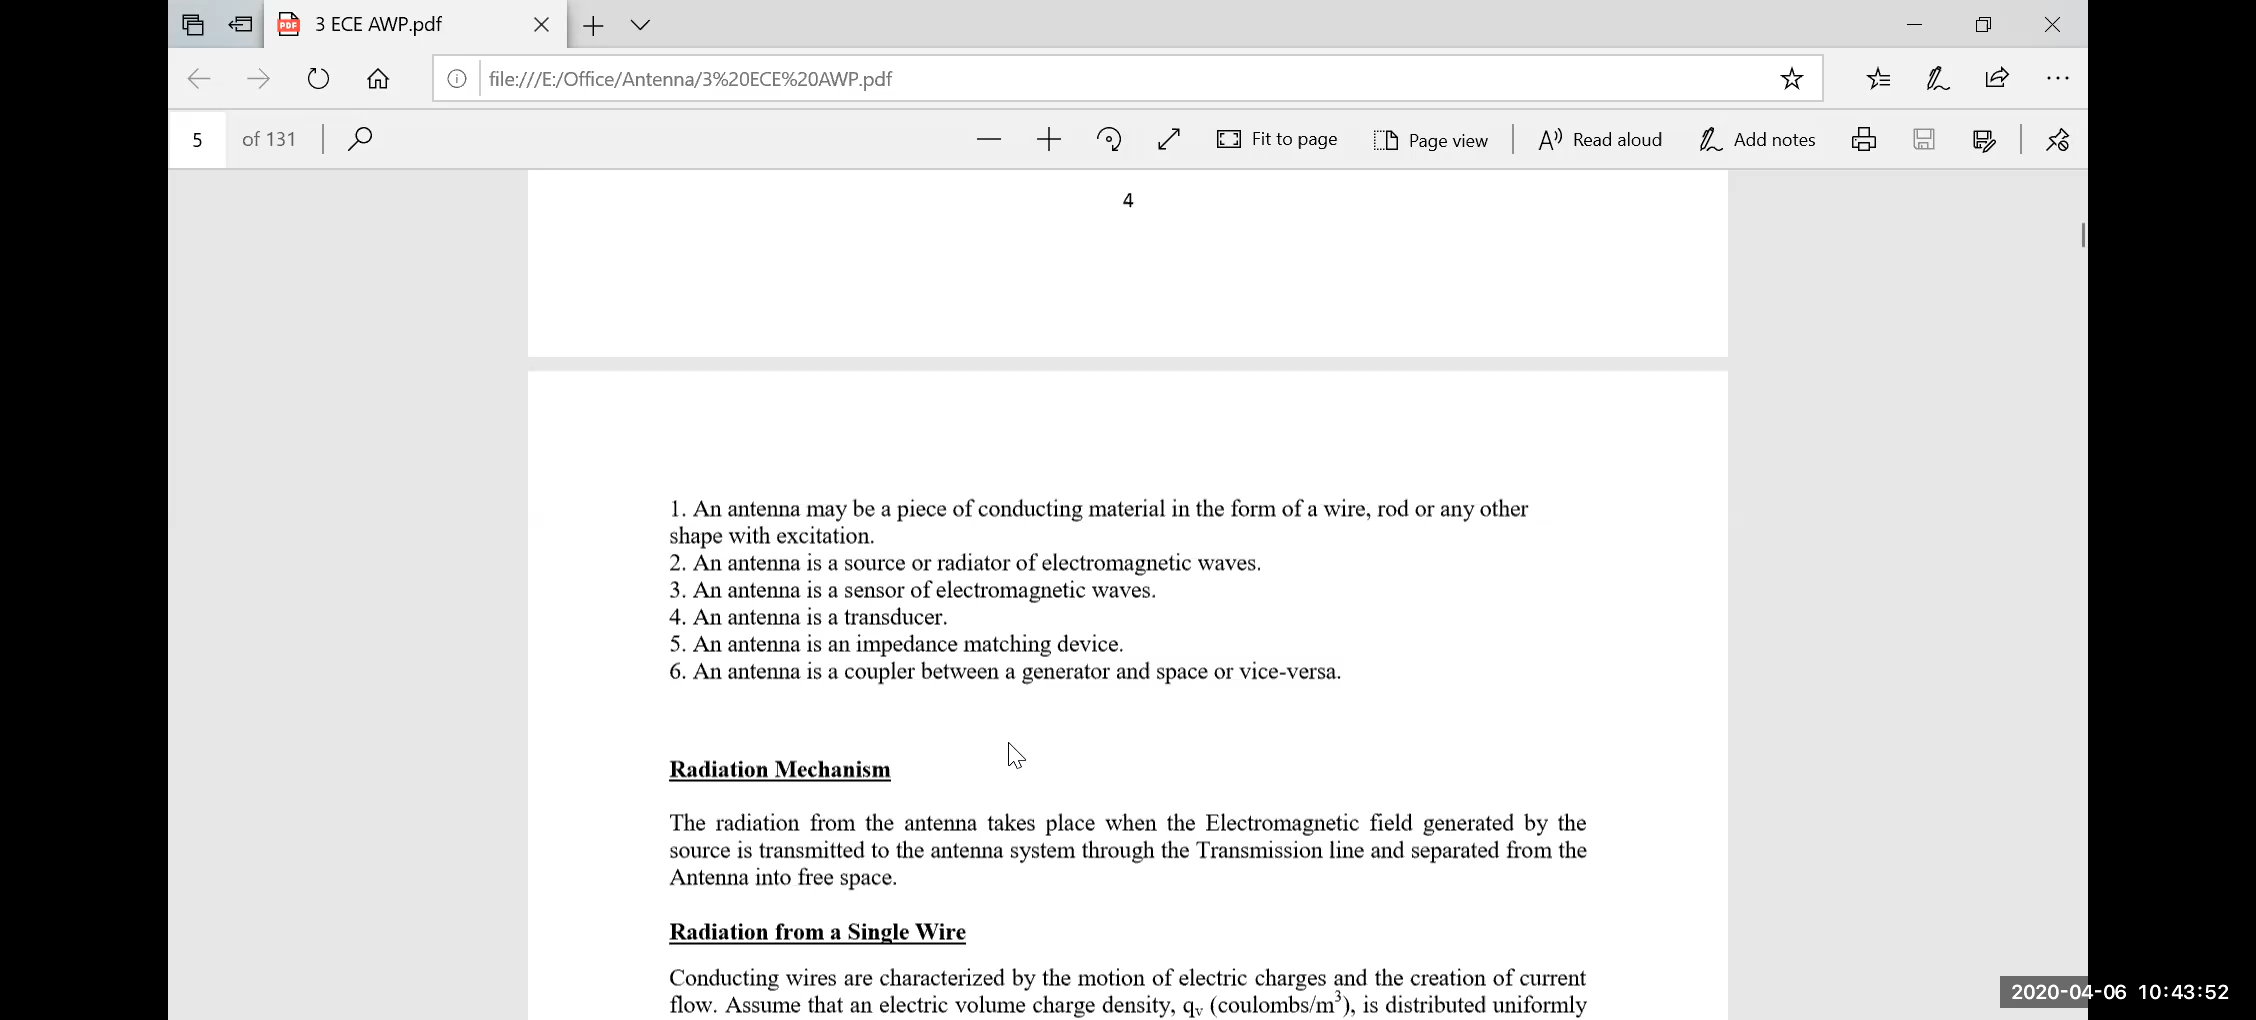 3 ECE AWP.pdf
file:///E:/Office/Antenna/3%20ECE%20AWP.pdf
5 of 131 Fit to page Page view Read aloud Add notes
4
1. An antenna may be a piece of conducting material in the form of a wire, rod or any other
shape with excitation.
2. An antenna is a source or radiator of electromagnetic waves.
3. An antenna is a sensor of electromagnetic waves.
4. An antenna is a transducer.
5. An antenna is an impedance matching device.
6. An antenna is a coupler between a generator and space or vice-versa.
Radiation Mechanism
The radiation from the antenna takes place when the Electromagnetic field generated by the
source is transmitted to the antenna system through the Transmission line and separated from the
Antenna into free space.
Radiation from a Single Wire
Conducting wires are characterized by the motion of electric charges and the creation of current
flow. Assume that an electric volume charge density, qᵥ (coulombs/m³), is distributed uniformly
2020-04-06 10:43:52